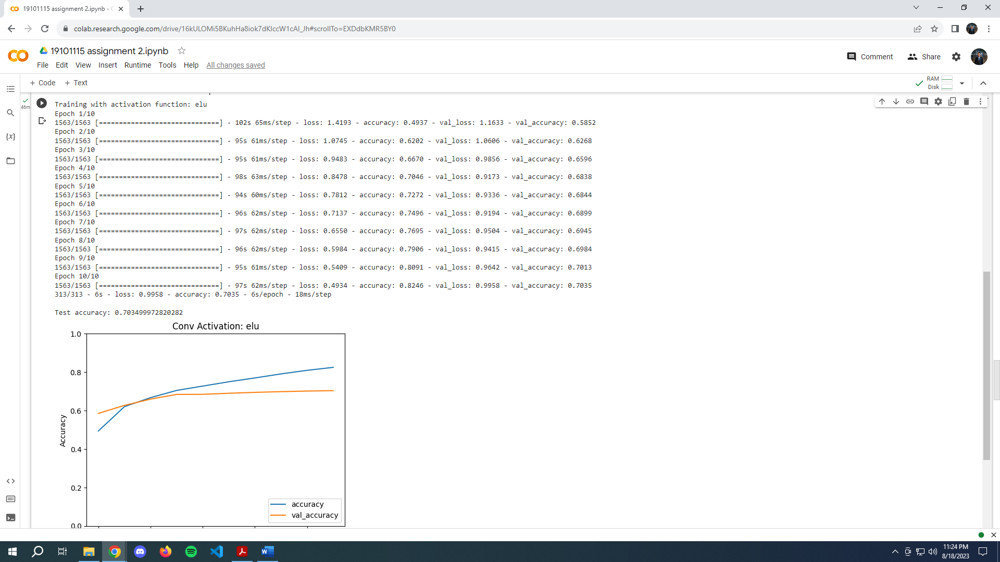 19101115 assignment 2.ipynb - C
colab.research.google.com/drive/16kULOMi5BKuhHa8iok7dKIccW1cAI_Jh#scrollTo=EXDdbKMR5BY0
19101115 assignment 2.ipynb
File Edit View Insert Runtime Tools Help All changes saved
Comment Share
+ Code + Text
RAM
Disk
46m
Training with activation function: elu
Epoch 1/10
1563/1563 [==============================] - 102s 65ms/step - loss: 1.4193 - accuracy: 0.4937 - val_loss: 1.1633 - val_accuracy: 0.5852
Epoch 2/10
1563/1563 [==============================] - 95s 61ms/step - loss: 1.0745 - accuracy: 0.6202 - val_loss: 1.0606 - val_accuracy: 0.6268
Epoch 3/10
1563/1563 [==============================] - 95s 61ms/step - loss: 0.9483 - accuracy: 0.6670 - val_loss: 0.9856 - val_accuracy: 0.6596
Epoch 4/10
1563/1563 [==============================] - 98s 63ms/step - loss: 0.8478 - accuracy: 0.7046 - val_loss: 0.9173 - val_accuracy: 0.6838
Epoch 5/10
1563/1563 [==============================] - 94s 60ms/step - loss: 0.7812 - accuracy: 0.7272 - val_loss: 0.9336 - val_accuracy: 0.6844
Epoch 6/10
1563/1563 [==============================] - 96s 62ms/step - loss: 0.7137 - accuracy: 0.7496 - val_loss: 0.9194 - val_accuracy: 0.6899
Epoch 7/10
1563/1563 [==============================] - 97s 62ms/step - loss: 0.6550 - accuracy: 0.7695 - val_loss: 0.9504 - val_accuracy: 0.6945
Epoch 8/10
1563/1563 [==============================] - 96s 62ms/step - loss: 0.5984 - accuracy: 0.7906 - val_loss: 0.9415 - val_accuracy: 0.6984
Epoch 9/10
1563/1563 [==============================] - 95s 61ms/step - loss: 0.5409 - accuracy: 0.8091 - val_loss: 0.9642 - val_accuracy: 0.7013
Epoch 10/10
1563/1563 [==============================] - 97s 62ms/step - loss: 0.4934 - accuracy: 0.8246 - val_loss: 0.9958 - val_accuracy: 0.7035
313/313 - 6s - loss: 0.9958 - accuracy: 0.7035 - 6s/epoch - 18ms/step
Test accuracy: 0.703499972820282
Conv Activation: elu
1.0
0.8
0.6
Accuracy
0.4
0.2
0.0
accuracy
val_accuracy
{x}
11:24 PM
8/18/2023